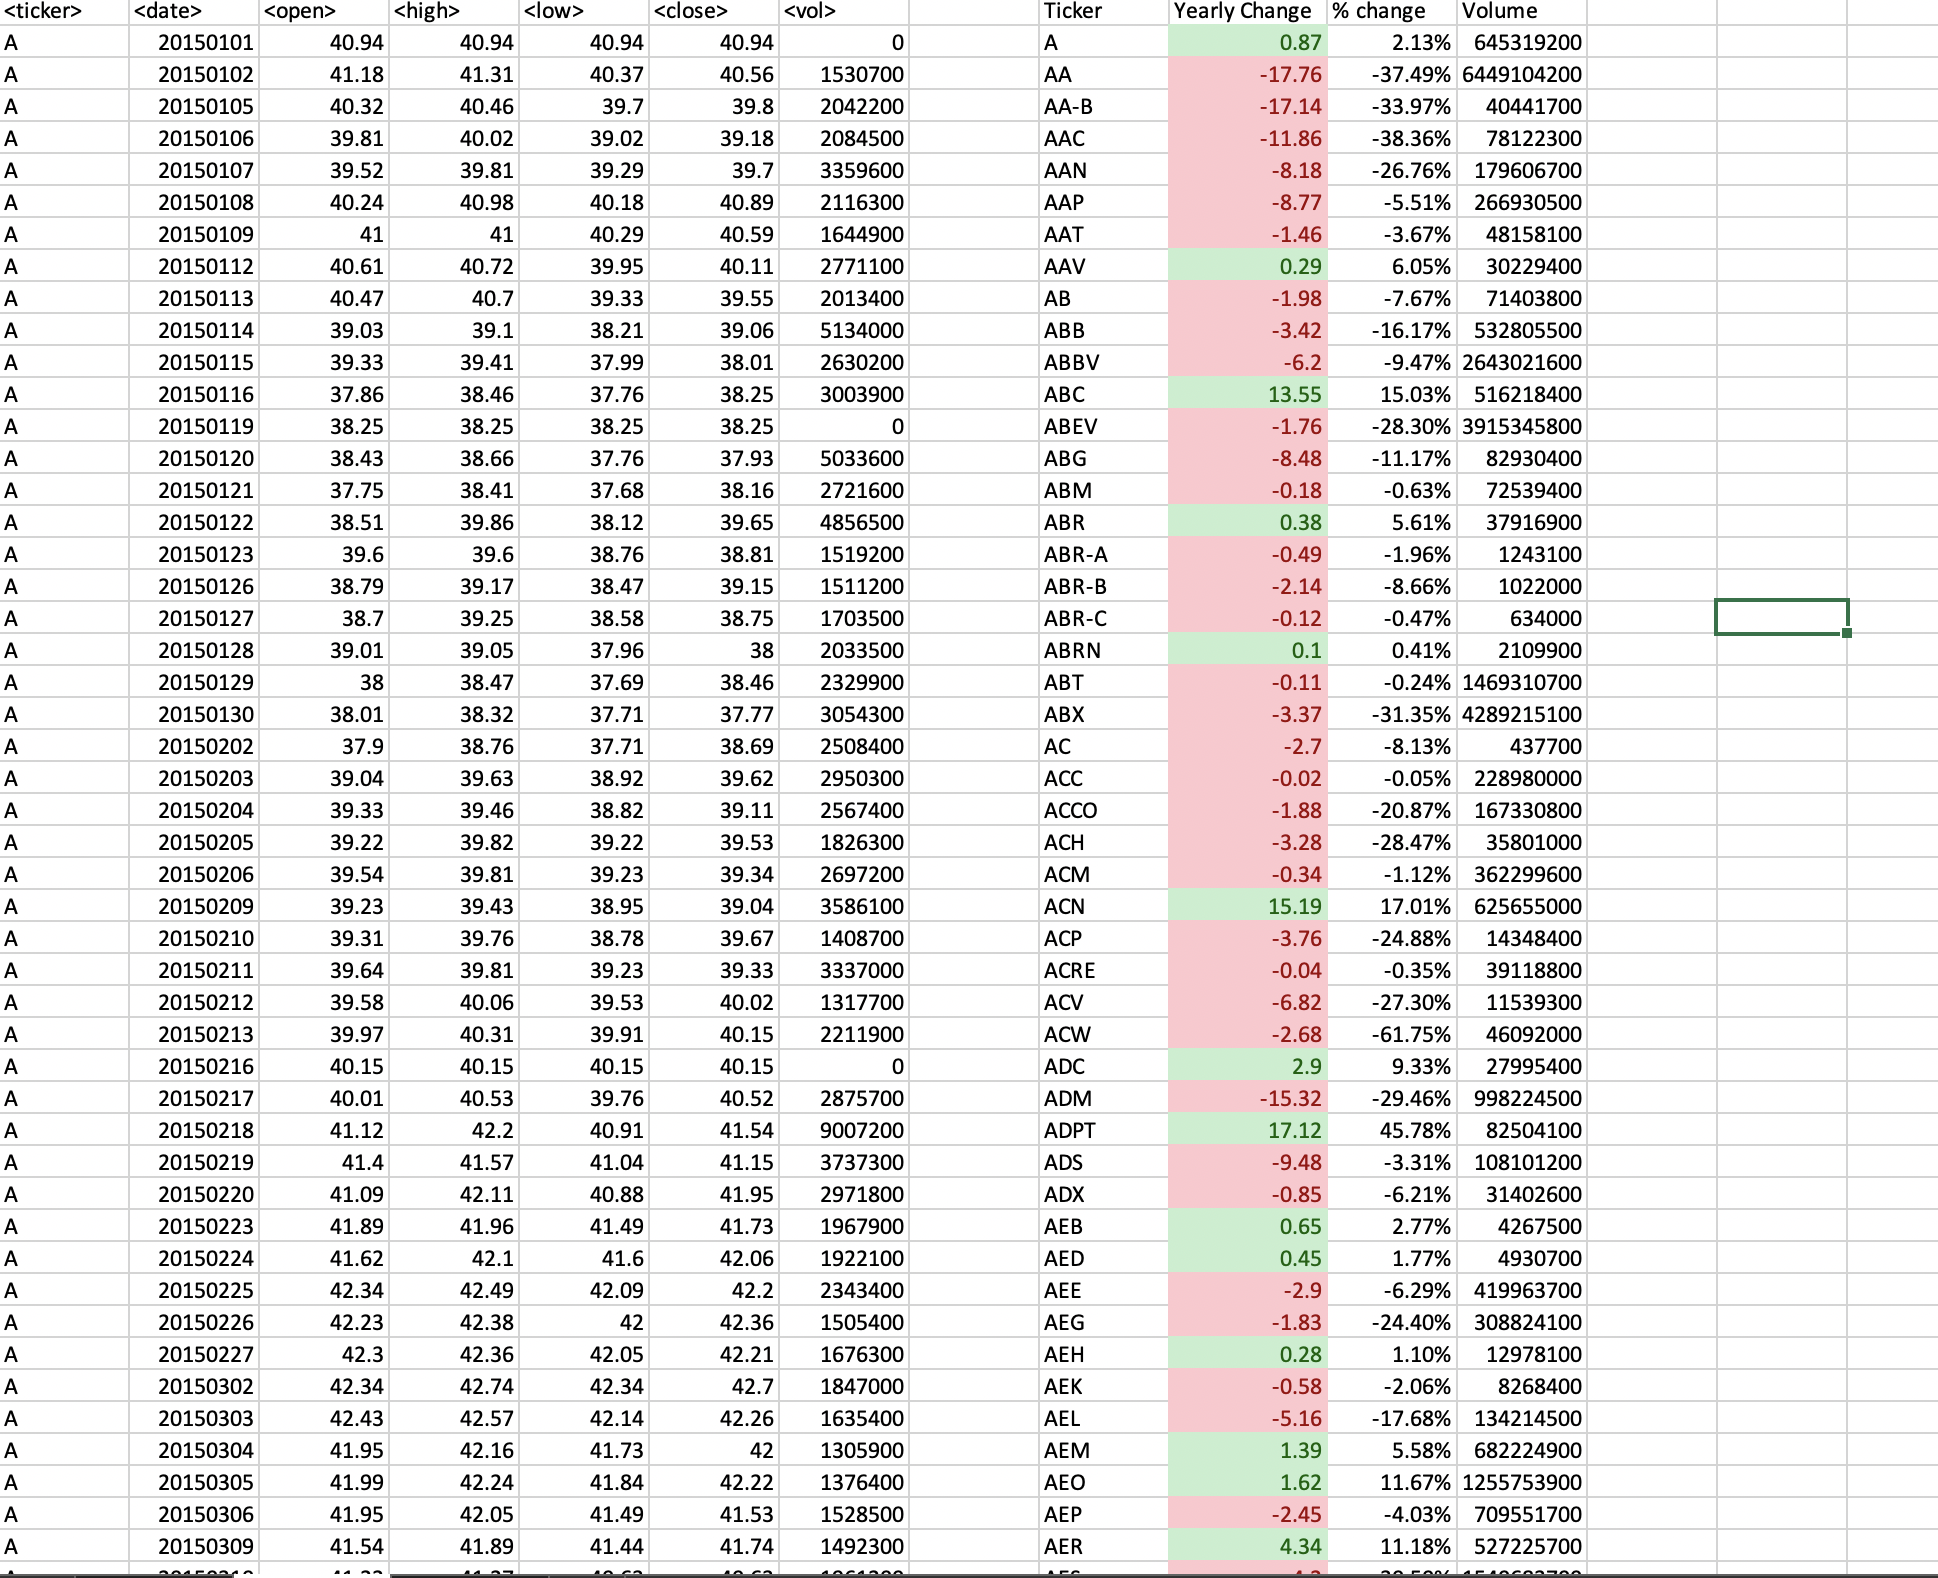 <ticker> <date> <open> <high> <low> <close> <vol> Ticker Yearly Change % change Volume
A 20150101 40.94 40.94 40.94 40.94 0 A 0.87 2.13% 645319200
A 20150102 41.18 41.31 40.37 40.56 1530700 AA -17.76 -37.49% 6449104200
A 20150105 40.32 40.46 39.7 39.8 2042200 AA-B -17.14 -33.97% 40441700
A 20150106 39.81 40.02 39.02 39.18 2084500 AAC -11.86 -38.36% 78122300
A 20150107 39.52 39.81 39.29 39.7 3359600 AAN -8.18 -26.76% 179606700
A 20150108 40.24 40.98 40.18 40.89 2116300 AAP -8.77 -5.51% 266930500
A 20150109 41 41 40.29 40.59 1644900 AAT -1.46 -3.67% 48158100
A 20150112 40.61 40.72 39.95 40.11 2771100 AAV 0.29 6.05% 30229400
A 20150113 40.47 40.7 39.33 39.55 2013400 AB -1.98 -7.67% 71403800
A 20150114 39.03 39.1 38.21 39.06 5134000 ABB -3.42 -16.17% 532805500
A 20150115 39.33 39.41 37.99 38.01 2630200 ABBV -6.2 -9.47% 2643021600
A 20150116 37.86 38.46 37.76 38.25 3003900 ABC 13.55 15.03% 516218400
A 20150119 38.25 38.25 38.25 38.25 0 ABEV -1.76 -28.30% 3915345800
A 20150120 38.43 38.66 37.76 37.93 5033600 ABG -8.48 -11.17% 82930400
A 20150121 37.75 38.41 37.68 38.16 2721600 ABM -0.18 -0.63% 72539400
A 20150122 38.51 39.86 38.12 39.65 4856500 ABR 0.38 5.61% 37916900
A 20150123 39.6 39.6 38.76 38.81 1519200 ABR-A -0.49 -1.96% 1243100
A 20150126 38.79 39.17 38.47 39.15 1511200 ABR-B -2.14 -8.66% 1022000
A 20150127 38.7 39.25 38.58 38.75 1703500 ABR-C -0.12 -0.47% 634000
A 20150128 39.01 39.05 37.96 38 2033500 ABRN 0.1 0.41% 2109900
A 20150129 38 38.47 37.69 38.46 2329900 ABT -0.11 -0.24% 1469310700
A 20150130 38.01 38.32 37.71 37.77 3054300 ABX -3.37 -31.35% 4289215100
A 20150202 37.9 38.76 37.71 38.69 2508400 AC -2.7 -8.13% 437700
A 20150203 39.04 39.63 38.92 39.62 2950300 ACC -0.02 -0.05% 228980000
A 20150204 39.33 39.46 38.82 39.11 2567400 ACCO -1.88 -20.87% 167330800
A 20150205 39.22 39.82 39.22 39.53 1826300 ACH -3.28 -28.47% 35801000
A 20150206 39.54 39.81 39.23 39.34 2697200 ACM -0.34 -1.12% 362299600
A 20150209 39.23 39.43 38.95 39.04 3586100 ACN 15.19 17.01% 625655000
A 20150210 39.31 39.76 38.78 39.67 1408700 ACP -3.76 -24.88% 14348400
A 20150211 39.64 39.81 39.23 39.33 3337000 ACRE -0.04 -0.35% 39118800
A 20150212 39.58 40.06 39.53 40.02 1317700 ACV -6.82 -27.30% 11539300
A 20150213 39.97 40.31 39.91 40.15 2211900 ACW -2.68 -61.75% 46092000
A 20150216 40.15 40.15 40.15 40.15 0 ADC 2.9 9.33% 27995400
A 20150217 40.01 40.53 39.76 40.52 2875700 ADM -15.32 -29.46% 998224500
A 20150218 41.12 42.2 40.91 41.54 9007200 ADPT 17.12 45.78% 82504100
A 20150219 41.4 41.57 41.04 41.15 3737300 ADS -9.48 -3.31% 108101200
A 20150220 41.09 42.11 40.88 41.95 2971800 ADX -0.85 -6.21% 31402600
A 20150223 41.89 41.96 41.49 41.73 1967900 AEB 0.65 2.77% 4267500
A 20150224 41.62 42.1 41.6 42.06 1922100 AED 0.45 1.77% 4930700
A 20150225 42.34 42.49 42.09 42.2 2343400 AEE -2.9 -6.29% 419963700
A 20150226 42.23 42.38 42 42.36 1505400 AEG -1.83 -24.40% 308824100
A 20150227 42.3 42.36 42.05 42.21 1676300 AEH 0.28 1.10% 12978100
A 20150302 42.34 42.74 42.34 42.7 1847000 AEK -0.58 -2.06% 8268400
A 20150303 42.43 42.57 42.14 42.26 1635400 AEL -5.16 -17.68% 134214500
A 20150304 41.95 42.16 41.73 42 1305900 AEM 1.39 5.58% 682224900
A 20150305 41.99 42.24 41.84 42.22 1376400 AEO 1.62 11.67% 1255753900
A 20150306 41.95 42.05 41.49 41.53 1528500 AEP -2.45 -4.03% 709551700
A 20150309 41.54 41.89 41.44 41.74 1492300 AER 4.34 11.18% 527225700